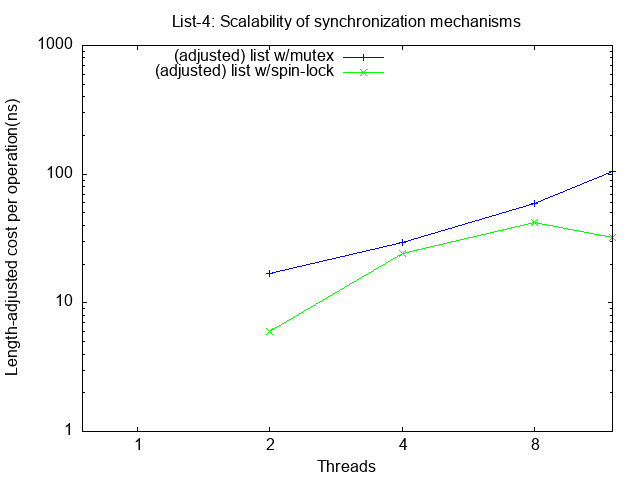 List-4: Scalability of synchronization mechanisms
(adjusted) list w/mutex
(adjusted) list w/spin-lock
Length-adjusted cost per operation(ns)
1000
100
10
1
1 2 4 8
Threads